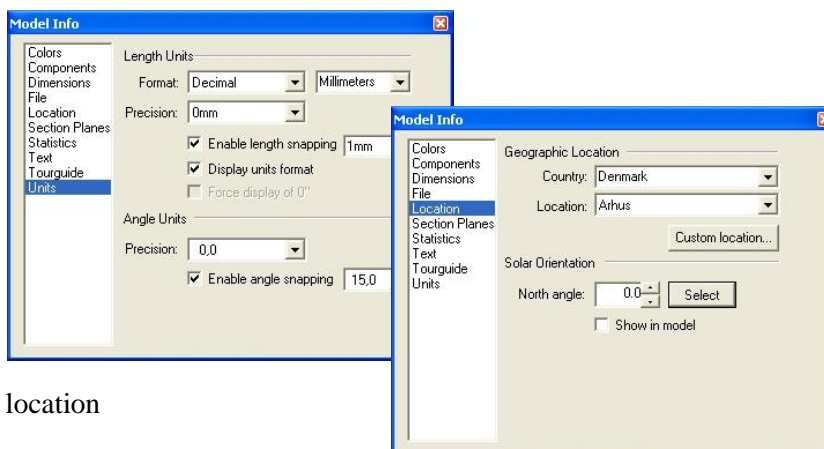 Model Info
Colors
Components
Dimensions
File
Location
Section Planes
Statistics
Text
Tourguide
Units
Length Units
Format: Decimal Millimeters
Precision: 0mm
Enable length snapping 1mm
Display units format
Force display of 0"
Angle Units
Precision: 0,0
Enable angle snapping 15,0
Model Info
Colors
Components
Dimensions
File
Location
Section Planes
Statistics
Text
Tourguide
Units
Geographic Location
Country: Denmark
Location: Arhus
Custom location...
Solar Orientation
North angle: 0.0 Select
Show in model
location